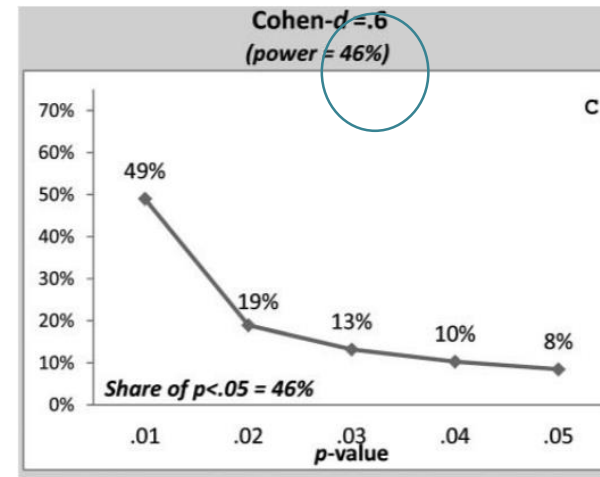 Cohen-d =.6
(power = 46%)
C
70%
60%
50%
40%
30%
20%
10%
0%
49%
19%
13%
10%
8%
Share of p<.05 = 46%
.01 .02 .03 .04 .05
p-value